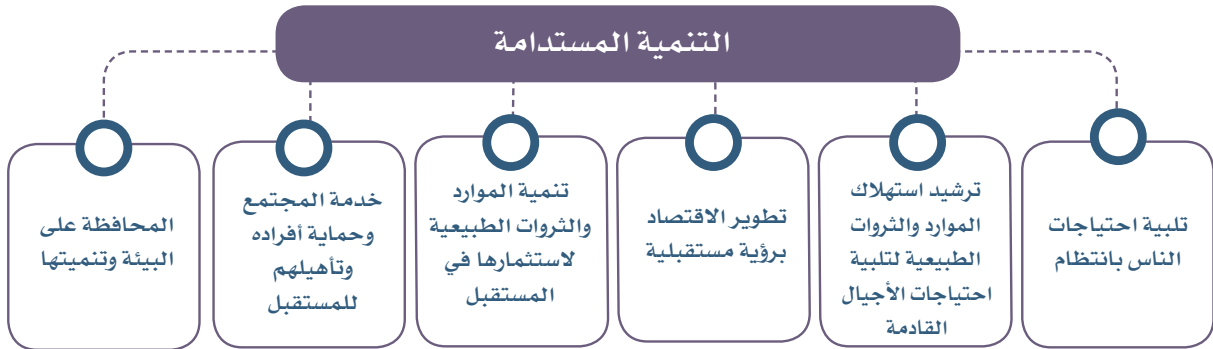 التنمية المستدامة
تلبية احتياجات
الناس بانتظام
ترشيد استهلاك
الموارد والثروات
الطبيعية لتلبية
احتياجات الأجيال
القادمة
تطوير الاقتصاد
برؤية مستقبلية
تنمية الموارد
والثروات الطبيعية
لاستثمارها في
المستقبل
خدمة المجتمع
وحماية أفراده
وتأهيلهم
للمستقبل
المحافظة على
البيئة وتنميتها